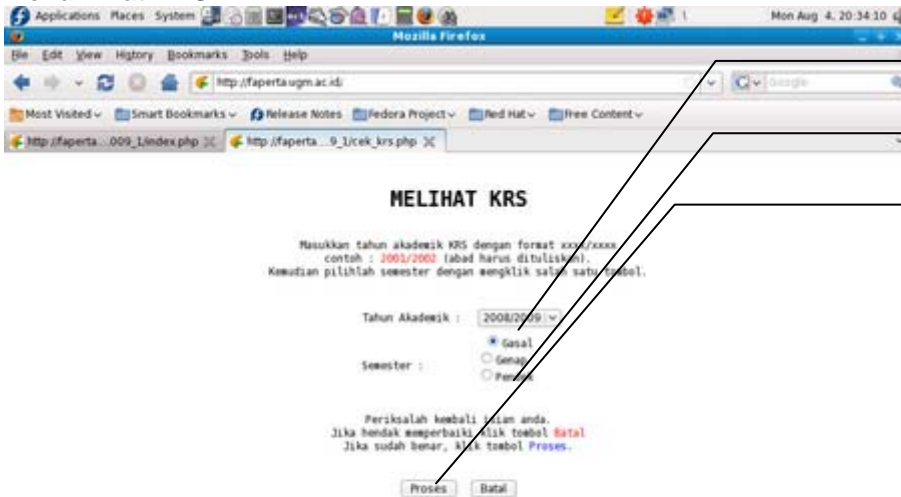 Applications Places System Mon Aug 4, 20:34:10
Mozilla Firefox
File Edit View History Bookmarks Tools Help
http://faperta.ugm.ac.id/
Google
Most Visited Smart Bookmarks Release Notes Fedora Project Red Hat Free Content
http://faperta...009_1/index.php http://faperta...9_1/cek_krs.php
MELIHAT KRS
Masukkan tahun akademik KRS dengan format xxxx/xxxx
contoh : 2001/2002 (abad harus dituliskan).
Kemudian pilihlah semester dengan mengklik salah satu tombol.
Tahun Akademik : 2008/2009
Gasal
Semester : Genap
Pendek
Periksalah kembali isian anda.
Jika hendak memperbaiki, klik tombol Batal
Jika sudah benar, klik tombol Proses.
Proses Batal